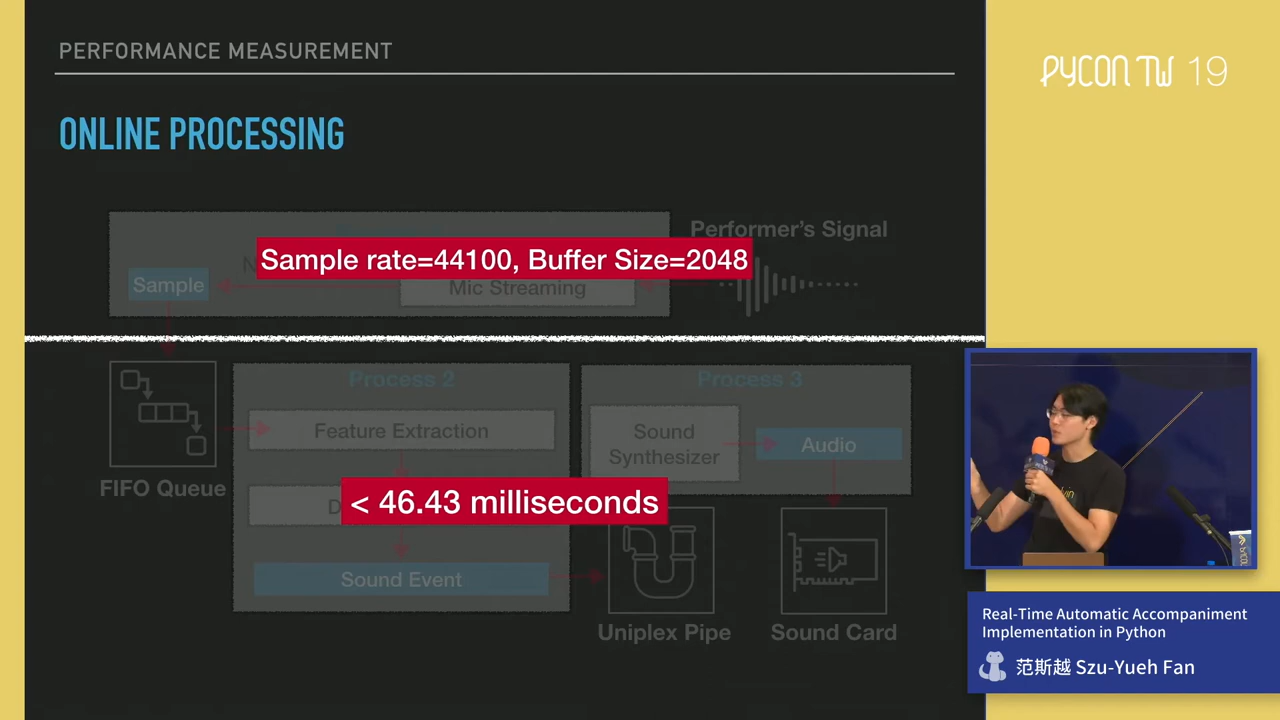 PERFORMANCE MEASUREMENT
PYCON TW 19
ONLINE PROCESSING
Performer's Signal
Sample rate=44100, Buffer Size=2048
Sample
Mic Streaming
Process 2
Process 3
Feature Extraction
Sound
Synthesizer
Audio
FIFO Queue
< 46.43 milliseconds
Sound Event
Uniplex Pipe
Sound Card
Real-Time Automatic Accompaniment
Implementation in Python
范斯越 Szu-Yueh Fan